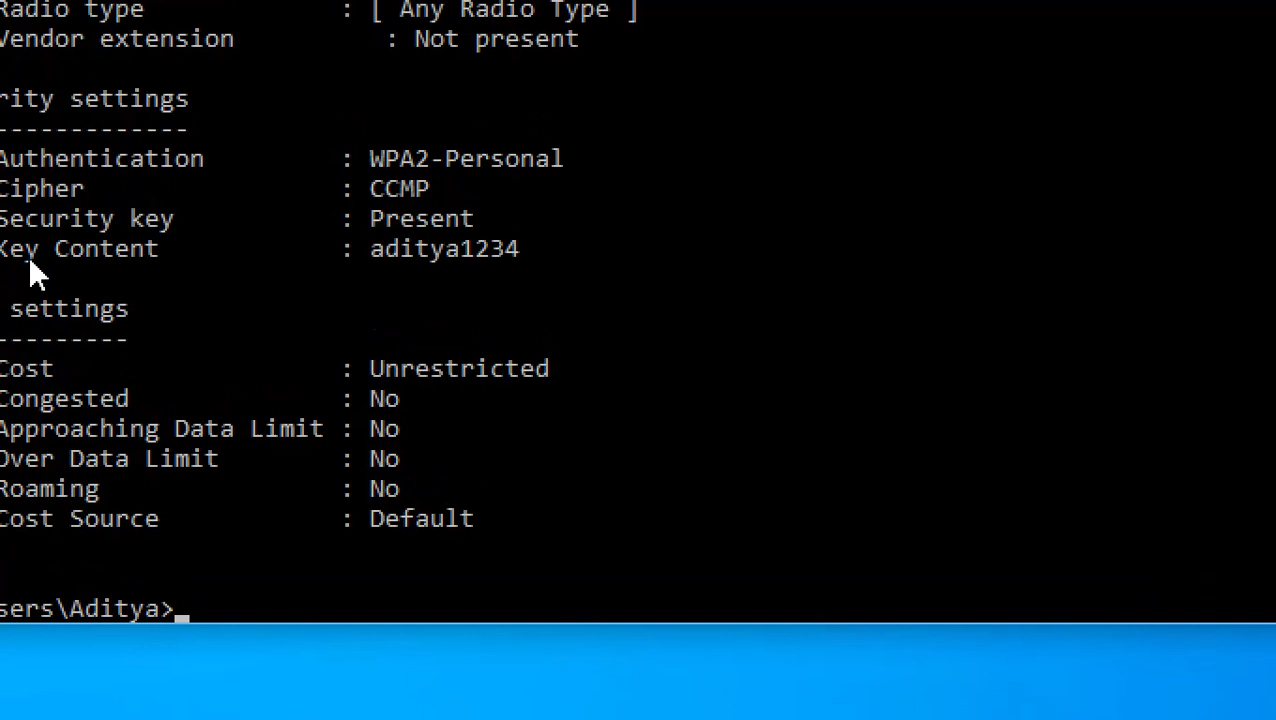 Radio type : [ Any Radio Type ]
Vendor extension : Not present
rity settings
-------------
Authentication : WPA2-Personal
Cipher : CCMP
Security key : Present
Key Content : aditya1234
settings
---------
Cost : Unrestricted
Congested : No
Approaching Data Limit : No
Over Data Limit : No
Roaming : No
Cost Source : Default
sers\Aditya>